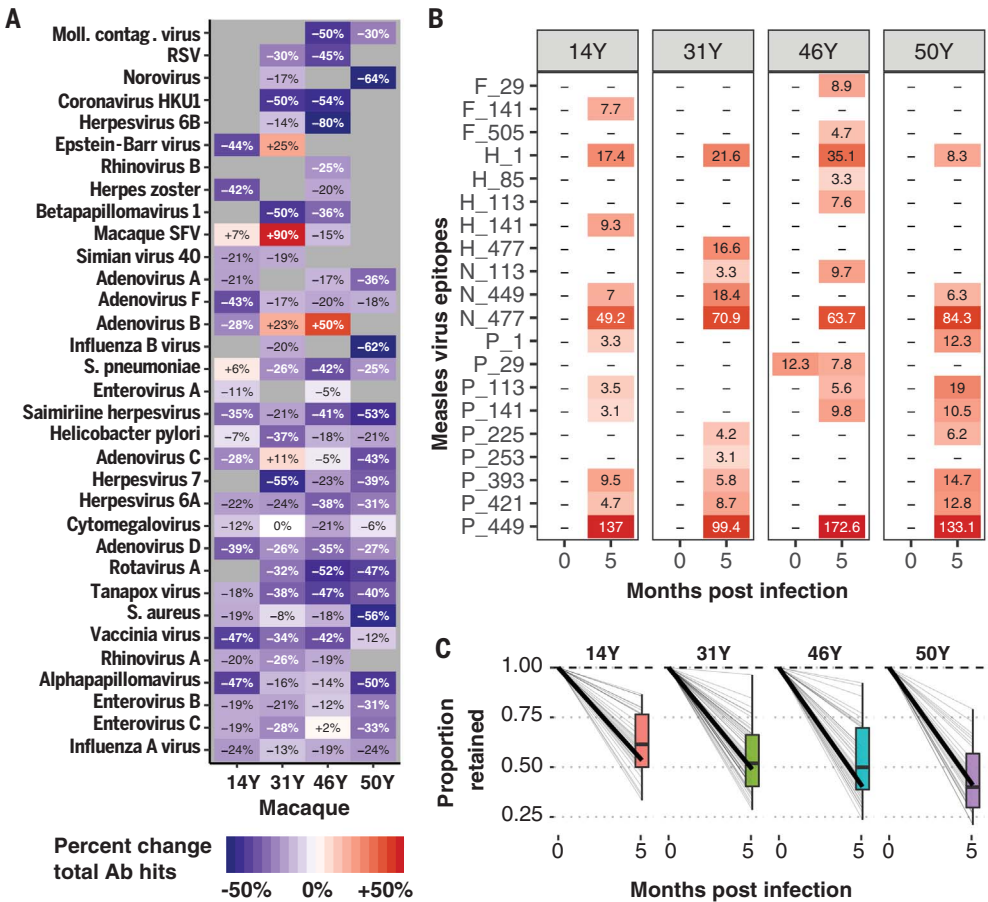 A
Moll. contag. virus −50% −30%
RSV −30% −45%
Norovirus −17% −64%
Coronavirus HKU1 −50% −54%
Herpesvirus 6B −14% −80%
Epstein-Barr virus −44% +25%
Rhinovirus B −25%
Herpes zoster −42% −20%
Betapapillomavirus 1 −50% −36%
Macaque SFV +7% +90% −15%
Simian virus 40 −21% −19%
Adenovirus A −21% −17% −36%
Adenovirus F −43% −17% −20% −18%
Adenovirus B −28% +23% +50%
Influenza B virus −20% −62%
S. pneumoniae +6% −26% −42% −25%
Enterovirus A −11% −5%
Saimiriine herpesvirus −35% −21% −41% −53%
Helicobacter pylori −7% −37% −18% −21%
Adenovirus C −28% +11% −5% −43%
Herpesvirus 7 −55% −23% −39%
Herpesvirus 6A −22% −24% −38% −31%
Cytomegalovirus −12% 0% −21% −6%
Adenovirus D −39% −26% −35% −27%
Rotavirus A −32% −52% −47%
Tanapox virus −18% −38% −47% −40%
S. aureus −19% −8% −18% −56%
Vaccinia virus −47% −34% −42% −12%
Rhinovirus A −20% −26% −19%
Alphapapillomavirus −47% −16% −14% −50%
Enterovirus B −19% −21% −12% −31%
Enterovirus C −19% −28% +2% −33%
Influenza A virus −24% −13% −19% −24%
14Y 31Y 46Y 50Y
Macaque
Percent change
total Ab hits
-50% 0% +50%
B
14Y 31Y 46Y 50Y
Measles virus epitopes
F_29 – – – – – 8.9 – –
F_141 – 7.7 – – – – – –
F_505 – – – – – 4.7 – –
H_1 – 17.4 – 21.6 – 35.1 – 8.3
H_85 – – – – – 3.3 – –
H_113 – – – – – 7.6 – –
H_141 – 9.3 – – – – – –
H_477 – – – 16.6 – – – –
N_113 – – – 3.3 – 9.7 – –
N_449 – 7 – 18.4 – – – 6.3
N_477 – 49.2 – 70.9 – 63.7 – 84.3
P_1 – 3.3 – – – – – 12.3
P_29 – – – – 12.3 7.8 – –
P_113 – 3.5 – – – 5.6 – 19
P_141 – 3.1 – – – 9.8 – 10.5
P_225 – – – 4.2 – – – 6.2
P_253 – – – 3.1 – – – –
P_393 – 9.5 – 5.8 – – – 14.7
P_421 – 4.7 – 8.7 – – – 12.8
P_449 – 137 – 99.4 – 172.6 – 133.1
0 5 0 5 0 5 0 5
Months post infection
C
14Y 31Y 46Y 50Y
Proportion
retained
1.00
0.75
0.50
0.25
0 5 0 5 0 5 0 5
Months post infection